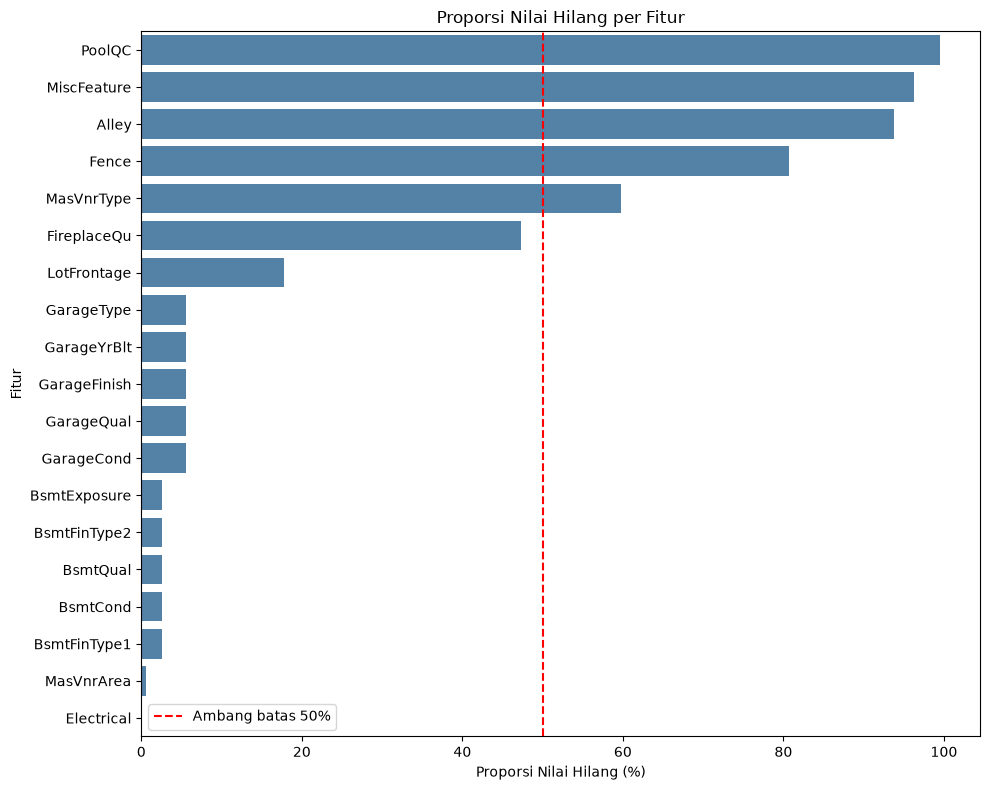 Proporsi Nilai Hilang per Fitur
Fitur
PoolQC
MiscFeature
Alley
Fence
MasVnrType
FireplaceQu
LotFrontage
GarageType
GarageYrBlt
GarageFinish
GarageQual
GarageCond
BsmtExposure
BsmtFinType2
BsmtQual
BsmtCond
BsmtFinType1
MasVnrArea
Electrical
Ambang batas 50%
0 20 40 60 80 100
Proporsi Nilai Hilang (%)